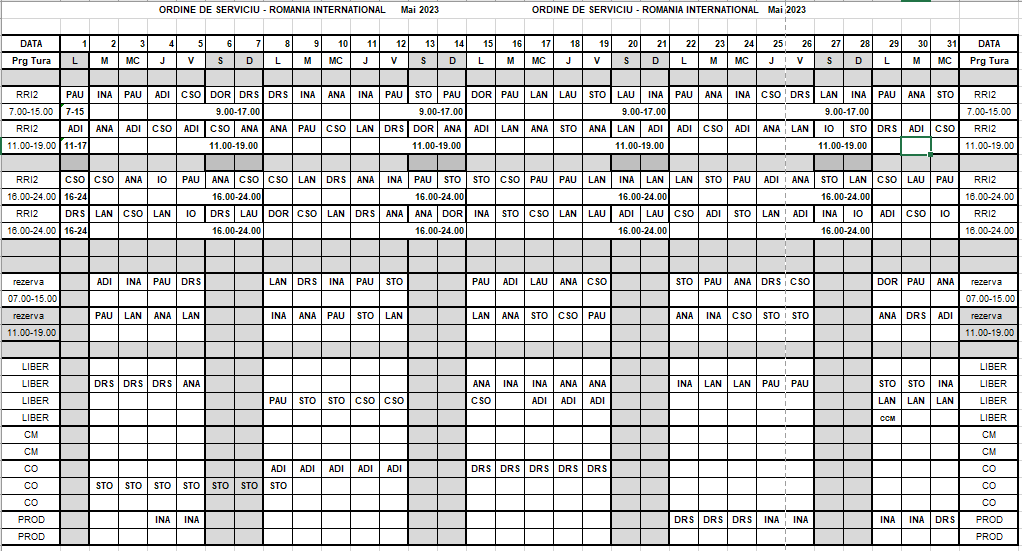 ORDINE DE SERVICIU - ROMANIA INTERNATIONAL Mai 2023 ORDINE DE SERVICIU - ROMANIA INTERNATIONAL Mai 2023
DATA 1 2 3 4 5 6 7 8 9 10 11 12 13 14 15 16 17 18 19 20 21 22 23 24 25 26 27 28 29 30 31 DATA
Prg Tura L M MC J V S D L M MC J V S D L M MC J V S D L M MC J V S D L M MC Prg Tura
RRI2 PAU INA PAU ADI CSO DOR DRS DRS INA ANA INA PAU STO PAU DOR PAU LAN LAU STO LAU INA PAU ANA INA CSO DRS LAN INA PAU LAN STO RRI2
7.00-15.00 7-15 9.00-17.00 9.00-17.00 9.00-17.00 9.00-17.00 7.00-15.00
RRI2 ADI ANA ADI CSO ADI CSO ANA ANA PAU CSO LAN DRS DOR ANA ADI LAN ANA STO ANA LAN ADI ADI CSO ADI ANA LAN IO STO DRS ADI CSO RRI2
11.00-19.00 11-17 11.00-19.00 11.00-19.00 11.00-19.00 11.00-19.00 11.00-19.00
RRI2 CSO CSO ANA IO PAU ANA CSO CSO LAN DRS ANA INA PAU STO STO CSO PAU PAU LAN INA LAN LAN STO PAU ADI ANA STO LAN CSO LAU PAU RRI2
16.00-24.00 16-24 16.00-24.00 16.00-24.00 16.00-24.00 16.00-24.00 16.00-24.00
RRI2 DRS LAN CSO LAN IO DRS LAU DOR CSO LAN DRS ANA ANA DOR INA STO CSO LAN LAU ADI LAU CSO ADI STO LAN ADI INA IO ADI CSO IO RRI2
16.00-24.00 16-24 16.00-24.00 16.00-24.00 16.00-24.00 16.00-24.00 16.00-24.00
rezerva ADI INA PAU DRS LAN DRS INA PAU STO PAU ADI LAU ANA CSO STO PAU ANA DRS CSO DOR PAU ANA rezerva
07.00-15.00 07.00-15.00
rezerva PAU LAN ANA LAN INA ANA PAU STO LAN LAN ANA STO CSO PAU ANA INA CSO STO STO ANA DRS ADI rezerva
11.00-19.00 11.00-19.00
LIBER LIBER
LIBER DRS DRS DRS ANA ANA INA INA ANA ANA INA LAN LAN PAU PAU STO STO INA LIBER
LIBER PAU STO STO CSO CSO CSO ADI ADI ADI LAN LAN LAN LIBER
LIBER CCM LIBER
CM CM
CM CM
CO ADI ADI ADI ADI ADI DRS DRS DRS DRS DRS CO
CO STO STO STO STO STO STO STO CO
CO CO
PROD INA INA DRS DRS DRS INA INA INA INA DRS PROD
PROD PROD